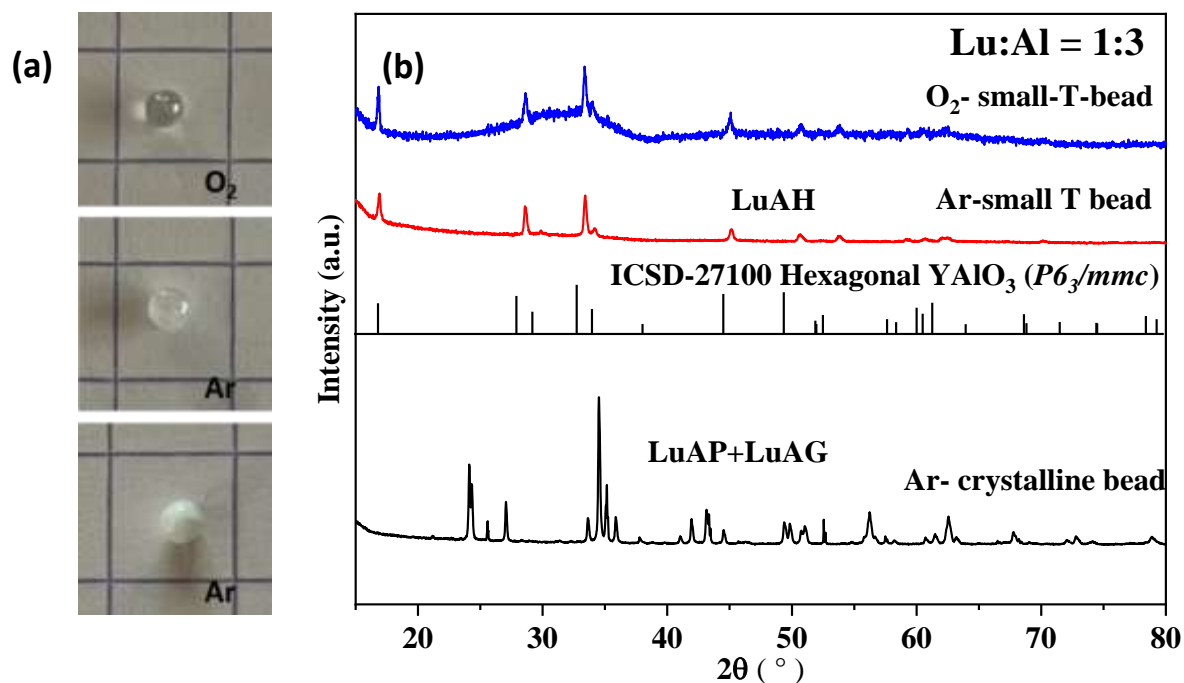 (a)
O₂
Ar
Ar
(b)
Lu:Al = 1:3
O₂- small-T-bead
LuAH
Ar-small T bead
ICSD-27100 Hexagonal YAlO₃ (P6₃/mmc)
LuAP+LuAG
Ar- crystalline bead
Intensity (a.u.)
20 30 40 50 60 70 80
2θ ( ° )